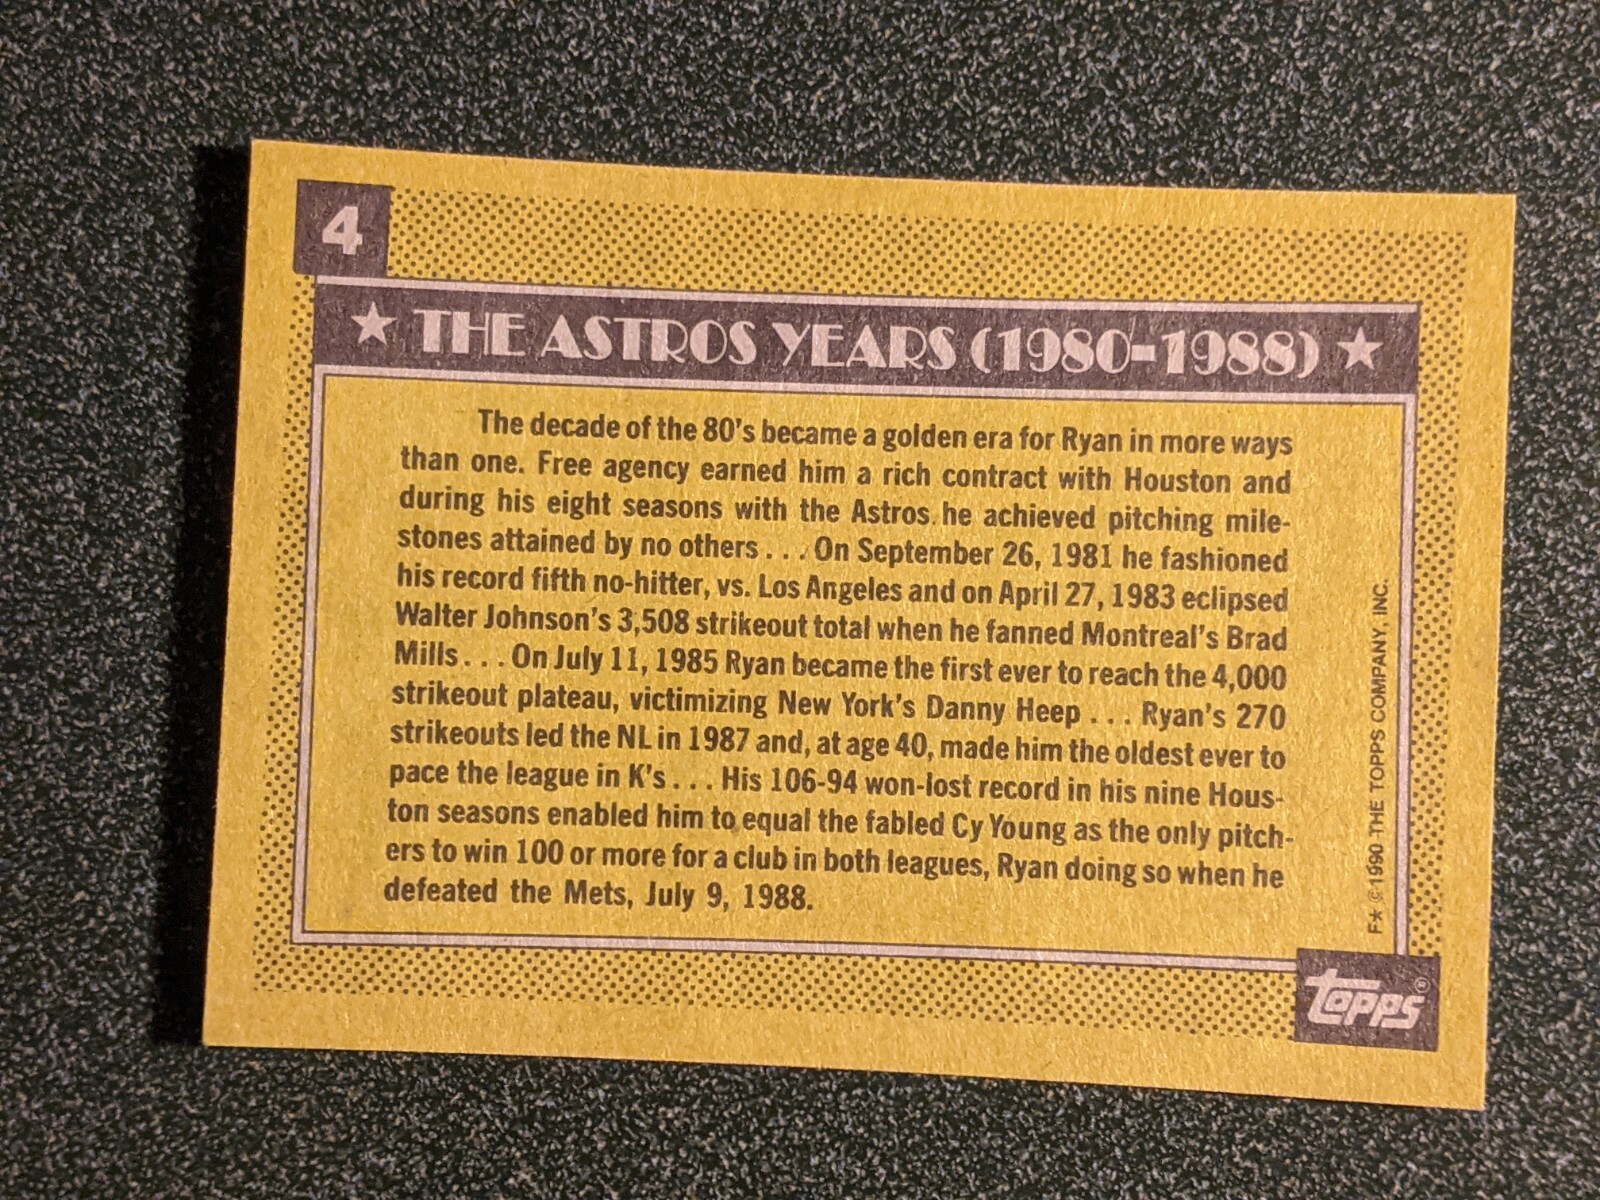 4
★ THE ASTROS YEARS (1980-1988) ★
The decade of the 80's became a golden era for Ryan in more ways
than one. Free agency earned him a rich contract with Houston and
during his eight seasons with the Astros he achieved pitching mile-
stones attained by no others . . . On September 26, 1981 he fashioned
his record fifth no-hitter, vs. Los Angeles and on April 27, 1983 eclipsed
Walter Johnson's 3,508 strikeout total when he fanned Montreal's Brad
Mills . . . On July 11, 1985 Ryan became the first ever to reach the 4,000
strikeout plateau, victimizing New York's Danny Heep . . . Ryan's 270
strikeouts led the NL in 1987 and, at age 40, made him the oldest ever to
pace the league in K's . . . His 106-94 won-lost record in his nine Hous-
ton seasons enabled him to equal the fabled Cy Young as the only pitch-
ers to win 100 or more for a club in both leagues, Ryan doing so when he
defeated the Mets, July 9, 1988.
F★ © 1990 THE TOPPS COMPANY, INC.
topps®